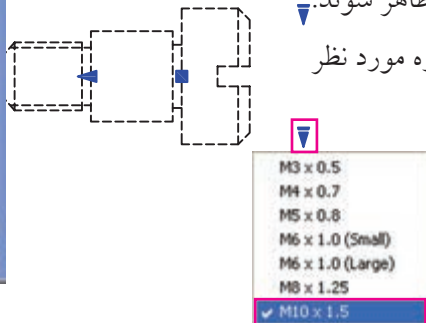 ظاهر شوند.
ره مورد نظر
M3 x 0.5
M4 x 0.7
M5 x 0.8
M6 x 1.0 (Small)
M6 x 1.0 (Large)
M8 x 1.25
✓ M10 x 1.5